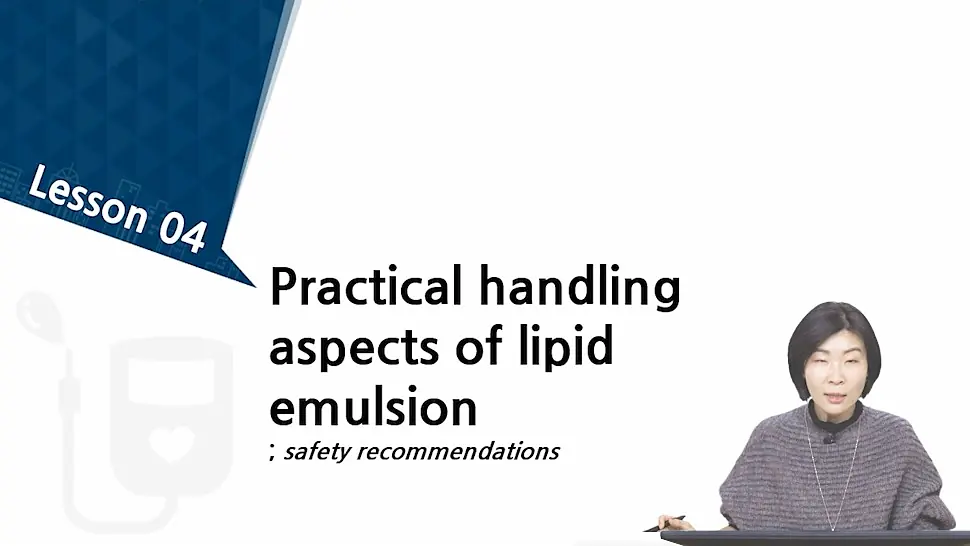 Lesson 04
Practical handling
aspects of lipid
emulsion
; safety recommendations